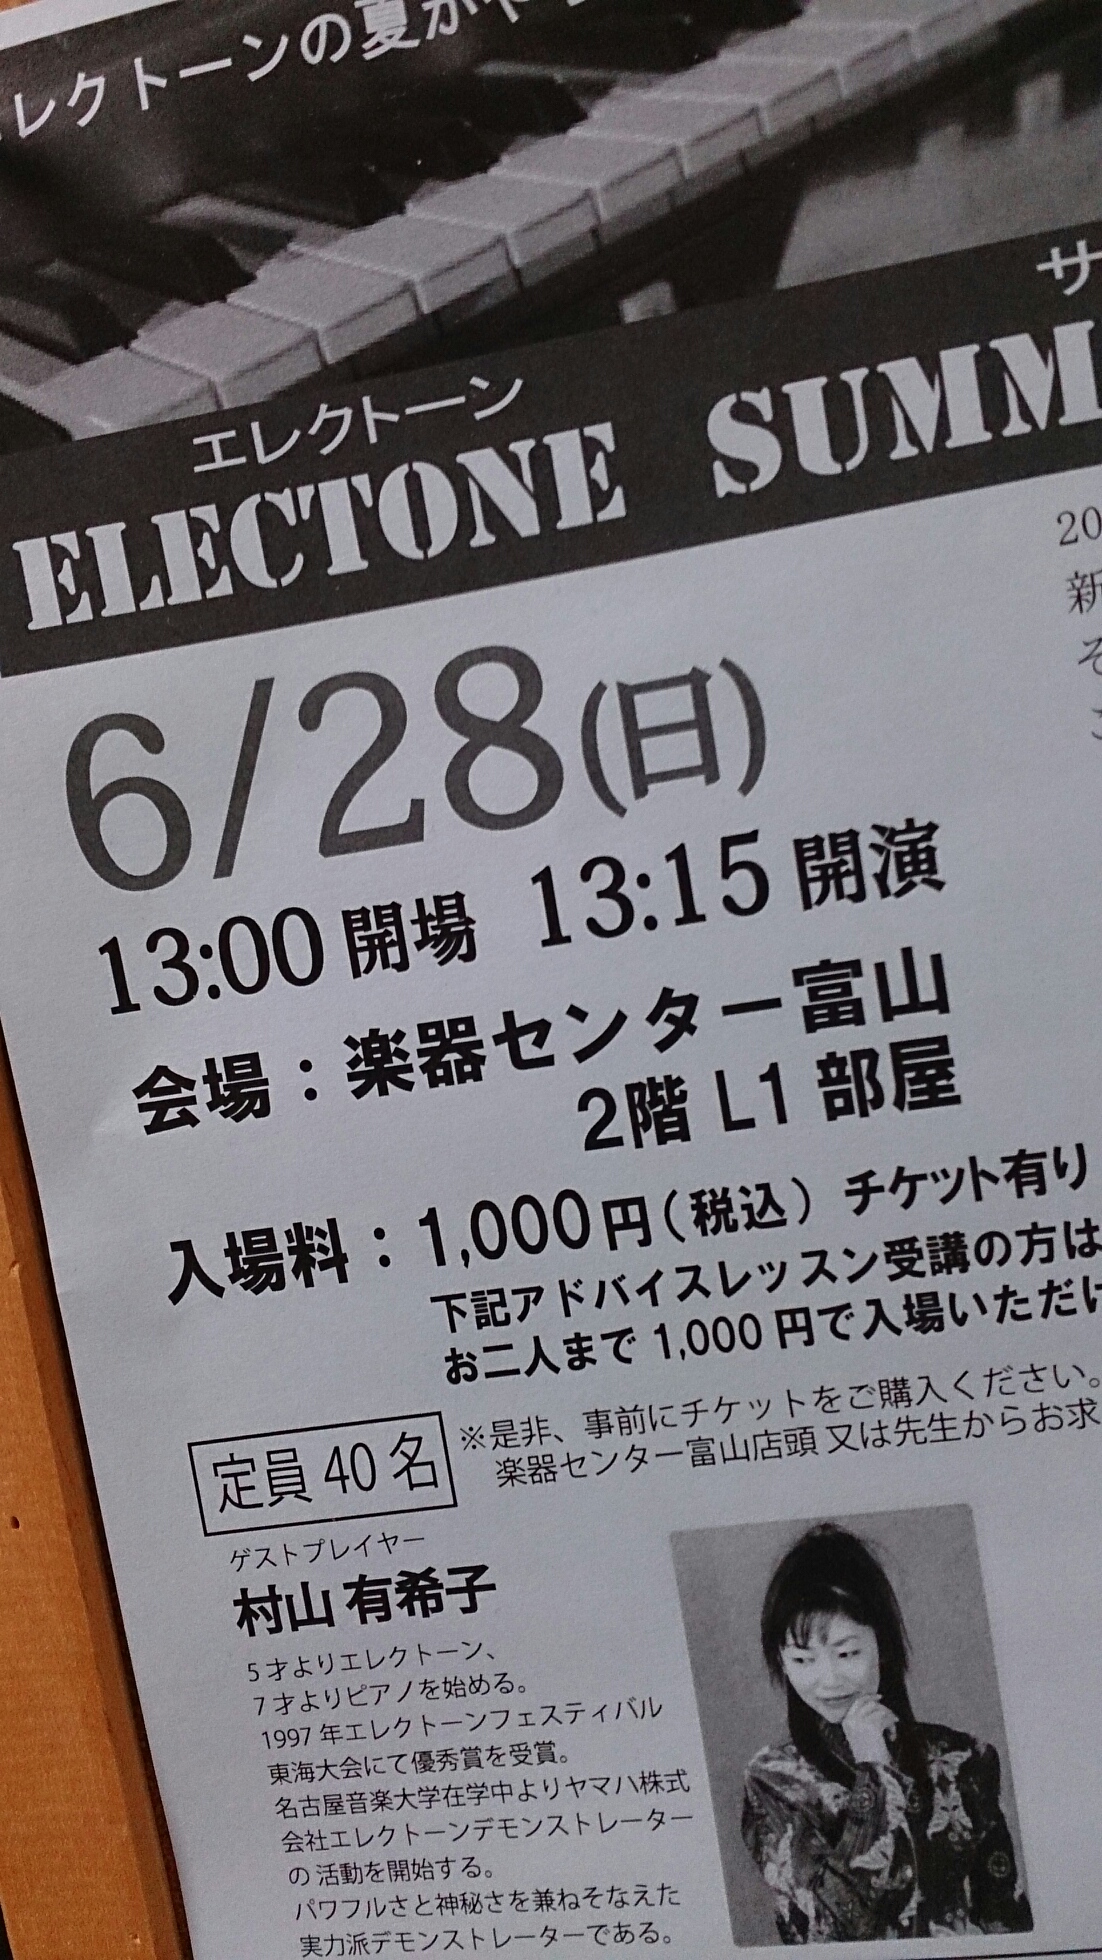 レクトーンの夏が
サ
エレクトーン
ELECTONE SUMM
20
新
そ
6/28(日)
13:00開場 13:15開演
会場：楽器センター富山
2階 L1 部屋
入場料：1,000円(税込) チケット有り
下記アドバイスレッスン受講の方は
お二人まで 1,000 円で入場いただけ
※是非、事前にチケットをご購入ください。
楽器センター富山店頭 又は先生からお求
定員 40 名
ゲストプレイヤー
村山 有希子
5才よりエレクトーン、
7才よりピアノを始める。
1997年エレクトーンフェスティバル
東海大会にて優秀賞を受賞。
名古屋音楽大学在学中よりヤマハ株式
会社エレクトーンデモンストレーター
の活動を開始する。
パワフルさと神秘さを兼ねそなえた
実力派デモンストレーターである。